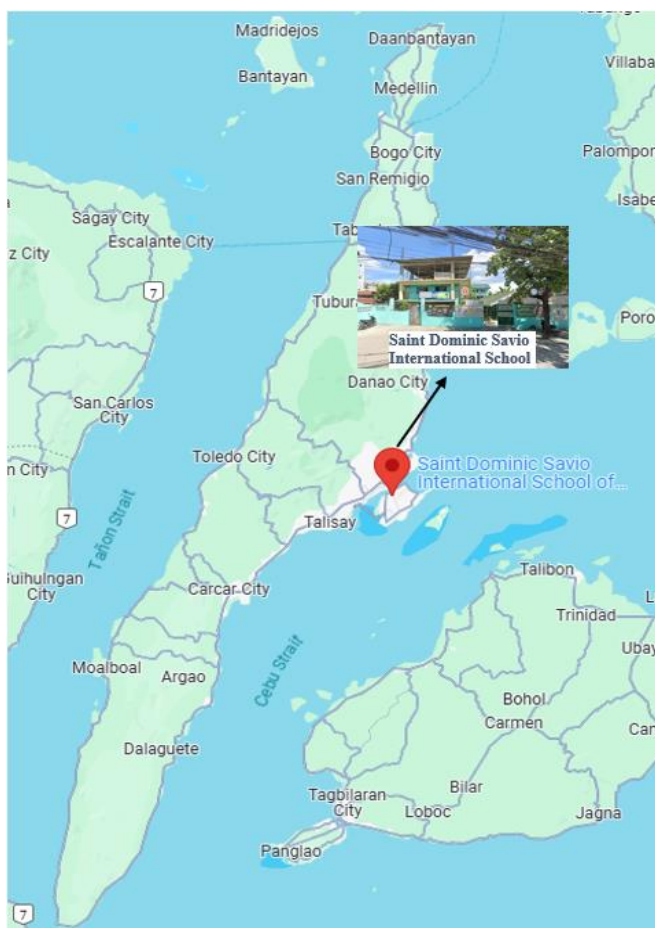 Madridejos
Daanbantayan
Bantayan
Medellin
Villaba
Bogo City
Palompon
San Remigio
Isabe
Sagay City
Escalante City
z City
7
Tubura
Poro
Saint Dominic Savio
International School
Danao City
San Carlos
City
Toledo City
Saint Dominic Savio
International School of...
n City
7
Tañon Strait
Talisay
Talibon
Guihulngan
City
Carcar City
Trinidad
Cebu Strait
Ubay
Moalboal
Argao
Bohol
Carmen
Dalaguete
Bilar
Tagbilaran
City
Loboc
Jagna
Panglao
7